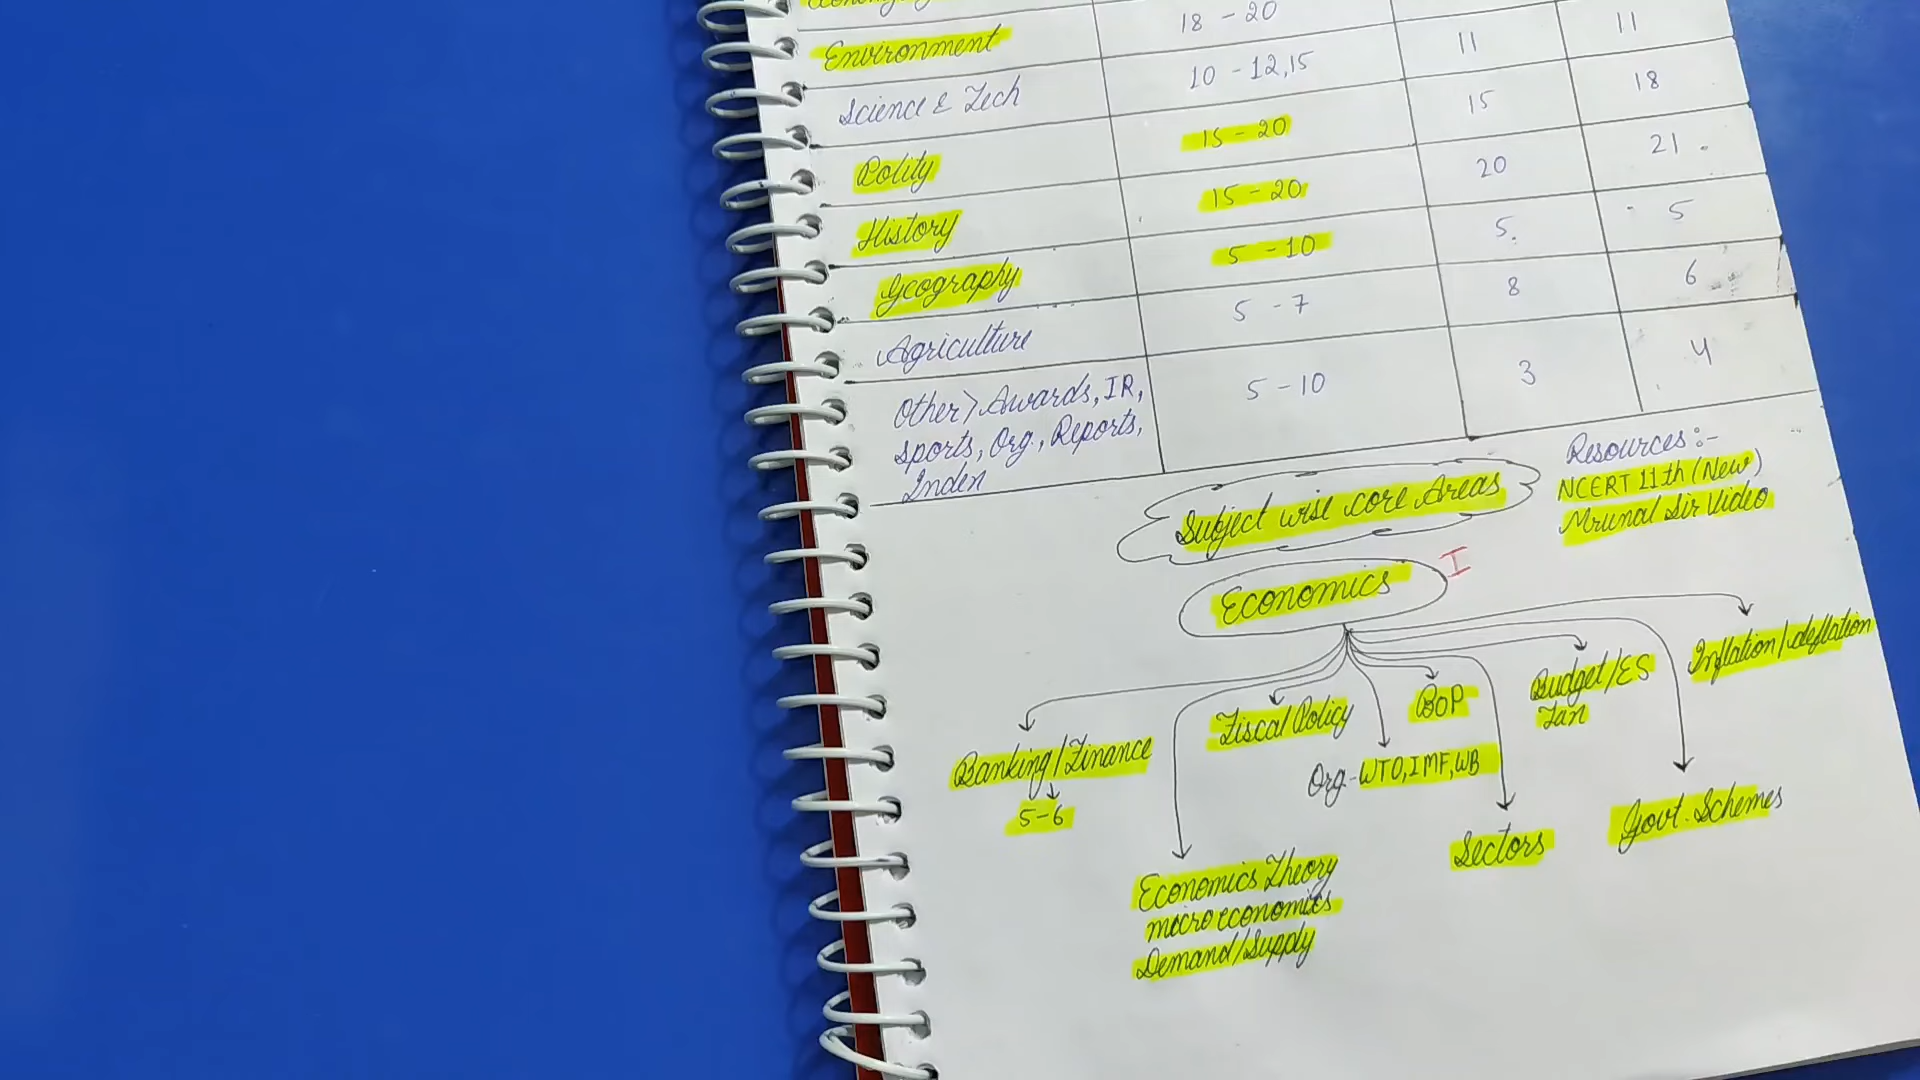 Environment 18 - 20 11 11
Science & Tech 10 - 12,15 15 18
Polity 15 - 20 20 21
History 15 - 20 5 5
Geography 5 - 10 8 6
Agriculture 5 - 7
Other > Awards, IR, 5 - 10 3 4
Sports, Org., Reports,
Index
Subject wise core Areas
Resources :-
NCERT 11th (New)
Mrunal Sir Video
Economics I
Inflation/deflation
Budget/ES
Tax
BOP
Fiscal Policy
Banking/Finance
5-6
Org.- WTO, IMF, WB
Govt. Schemes
Sectors
Economics Theory
microeconomics
Demand/Supply